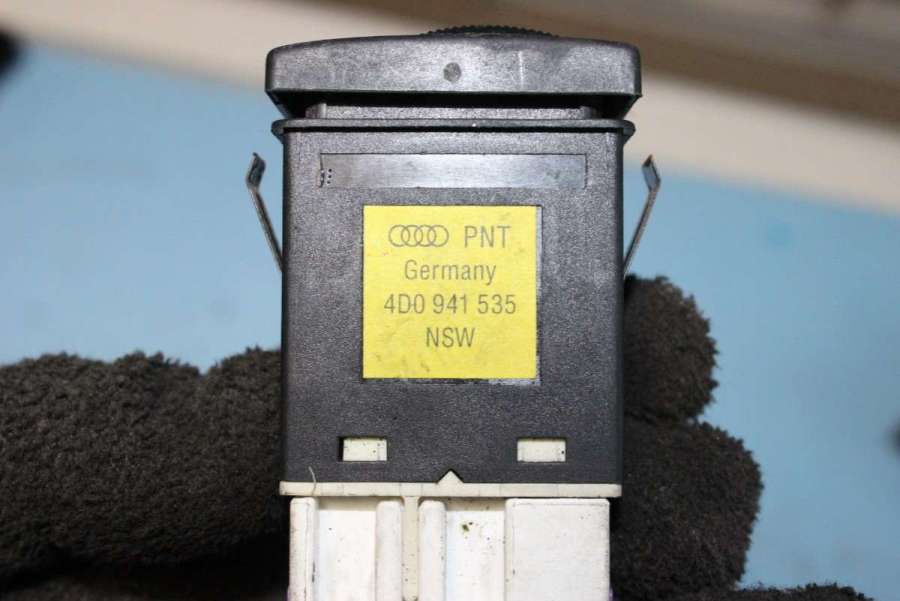 PNT
Germany
4D0 941 535
NSW